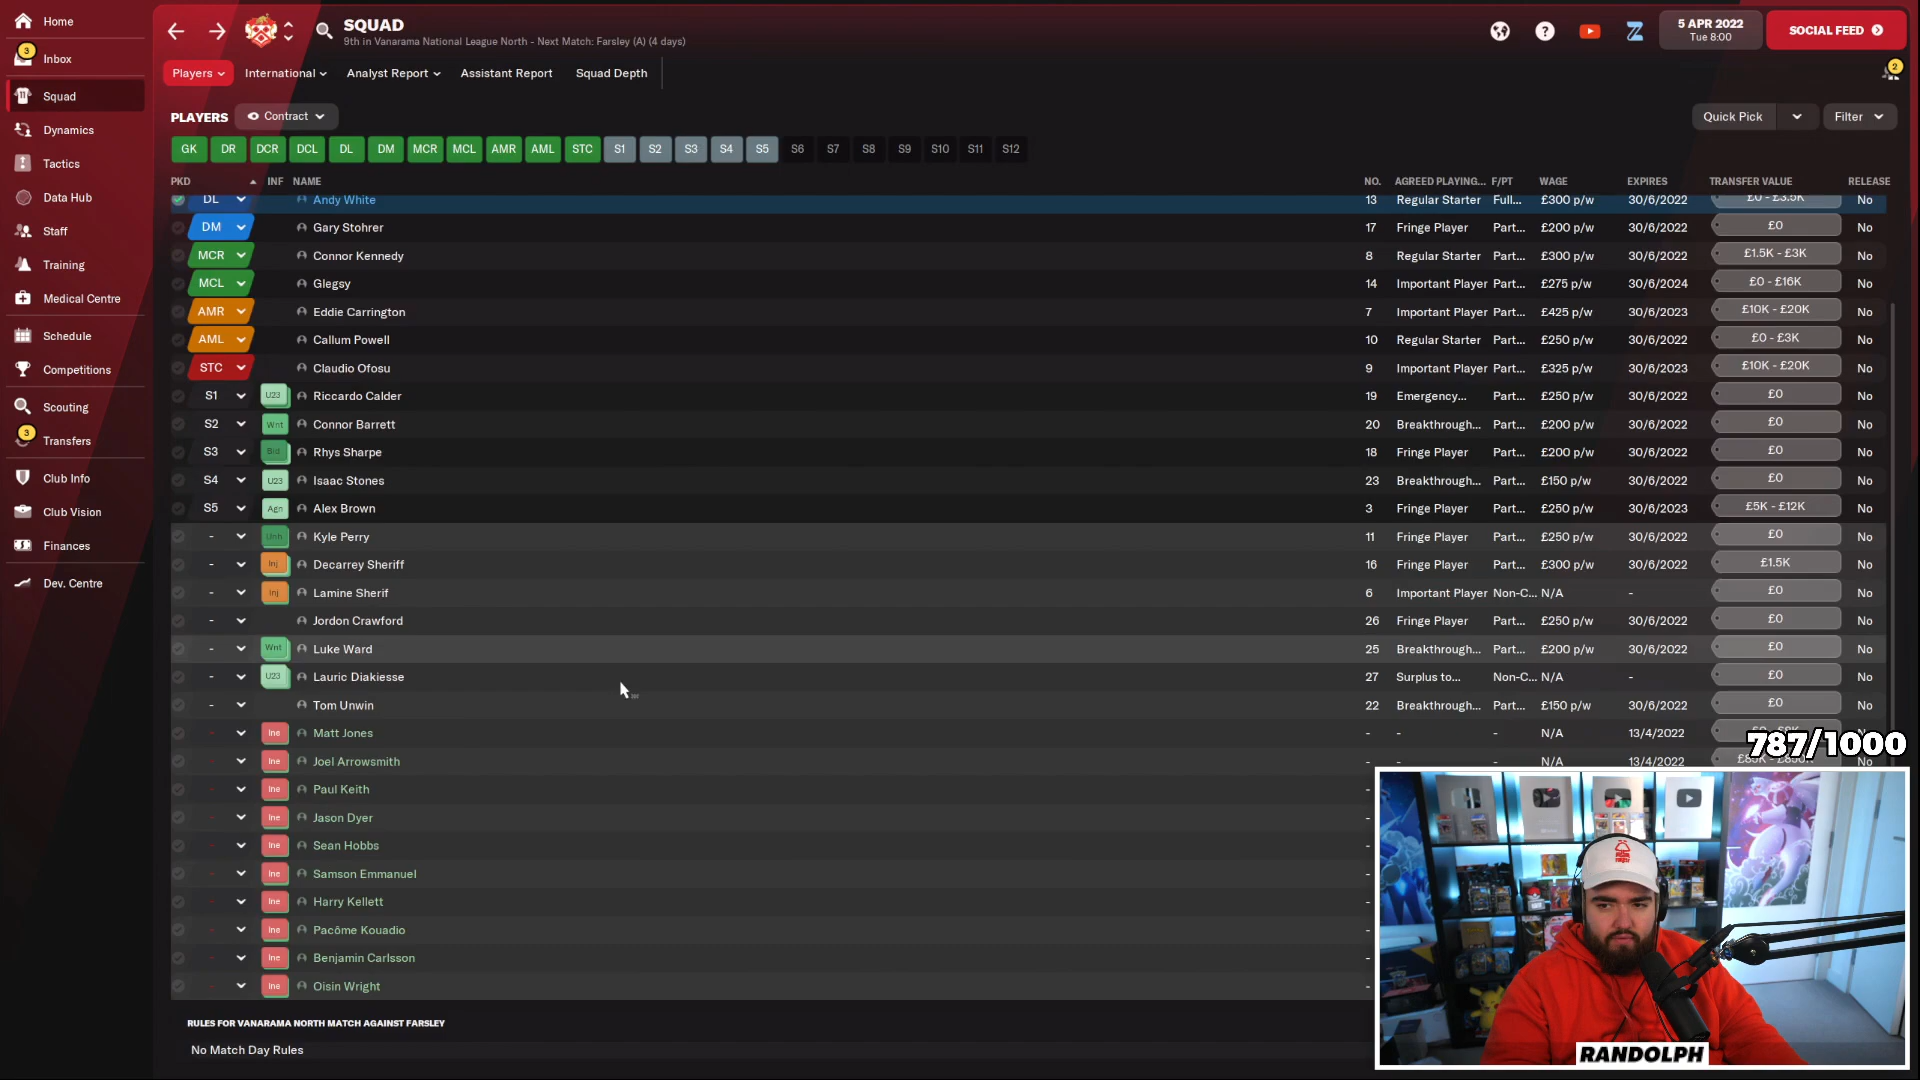 Home
SQUAD
9th in Vanarama National League North - Next Match: Farsley (A) (4 days)
5 APR 2022
Tue 8:00
SOCIAL FEED
3
Inbox
Players
International
Analyst Report
Assistant Report
Squad Depth
2
Squad
PLAYERS
Contract
Quick Pick
Filter
Dynamics
GK DR DCR DCL DL DM MCR MCL AMR AML STC S1 S2 S3 S4 S5 S6 S7 S8 S9 S10 S11 S12
Tactics
PKD INF NAME NO. AGREED PLAYING... F/PT WAGE EXPIRES TRANSFER VALUE RELEASE
Data Hub
DL Andy White 13 Regular Starter Full... £300 p/w 30/6/2022 £0 - £3.5K No
Staff
DM Gary Stohrer 17 Fringe Player Part... £200 p/w 30/6/2022 £0 No
MCR Connor Kennedy 8 Regular Starter Part... £300 p/w 30/6/2022 £1.5K - £3K No
Training
MCL Glegsy 14 Important Player Part... £275 p/w 30/6/2024 £0 - £16K No
Medical Centre
AMR Eddie Carrington 7 Important Player Part... £425 p/w 30/6/2023 £10K - £20K No
Schedule
AML Callum Powell 10 Regular Starter Part... £250 p/w 30/6/2022 £0 - £3K No
Competitions
STC Claudio Ofosu 9 Important Player Part... £325 p/w 30/6/2023 £10K - £20K No
S1 U23 Riccardo Calder 19 Emergency... Part... £250 p/w 30/6/2022 £0 No
Scouting
S2 Wnt Connor Barrett 20 Breakthrough... Part... £200 p/w 30/6/2022 £0 No
3
Transfers
S3 Bid Rhys Sharpe 18 Fringe Player Part... £200 p/w 30/6/2022 £0 No
Club Info
S4 U23 Isaac Stones 23 Breakthrough... Part... £150 p/w 30/6/2022 £0 No
Club Vision
S5 Agn Alex Brown 3 Fringe Player Part... £250 p/w 30/6/2023 £5K - £12K No
Finances
- Unh Kyle Perry 11 Fringe Player Part... £250 p/w 30/6/2022 £0 No
- Inj Decarrey Sheriff 16 Fringe Player Part... £300 p/w 30/6/2022 £1.5K No
Dev. Centre
- Inj Lamine Sherif 6 Important Player Non-C... N/A - £0 No
- Jordon Crawford 26 Fringe Player Part... £250 p/w 30/6/2022 £0 No
- Wnt Luke Ward 25 Breakthrough... Part... £200 p/w 30/6/2022 £0 No
- U23 Lauric Diakiesse 27 Surplus to... Non-C... N/A - £0 No
- Tom Unwin 22 Breakthrough... Part... £150 p/w 30/6/2022 £0 No
- Ine Matt Jones - - - N/A 13/4/2022
787/1000
- Ine Joel Arrowsmith - - - N/A 13/4/2022 No
- Ine Paul Keith -
- Ine Jason Dyer -
- Ine Sean Hobbs -
- Ine Samson Emmanuel -
- Ine Harry Kellett -
- Ine Pacôme Kouadio -
- Ine Benjamin Carlsson -
- Ine Oisin Wright -
RULES FOR VANARAMA NORTH MATCH AGAINST FARSLEY
No Match Day Rules
RANDOLPH